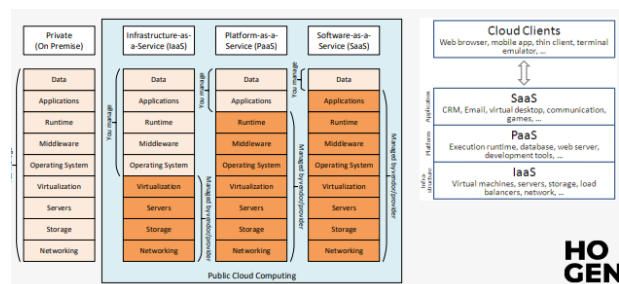 Private
(On Premise)
Infrastructure-as-
a-Service (IaaS)
Platform-as-a-
Service (PaaS)
Software-as-a-
Service (SaaS)
Data
Applications
Runtime
Middleware
Operating System
Virtualization
Servers
Storage
Networking
You manage
Data
Applications
Runtime
Middleware
Operating System
Virtualization
Servers
Storage
Networking
Managed by vendor/provider
You manage
Data
Applications
Runtime
Middleware
Operating System
Virtualization
Servers
Storage
Networking
Managed by vendor/provider
You manage
Data
Applications
Runtime
Middleware
Operating System
Virtualization
Servers
Storage
Networking
Managed by vendor/provider
Public Cloud Computing
Cloud Clients
Web browser, mobile app, thin client, terminal
emulator, ...
Application
SaaS
CRM, Email, virtual desktop, communication,
games, ...
Platform
PaaS
Execution runtime, database, web server,
development tools, ...
Infra-
structure
IaaS
Virtual machines, servers, storage, load
balancers, network, ...
HO
GEN